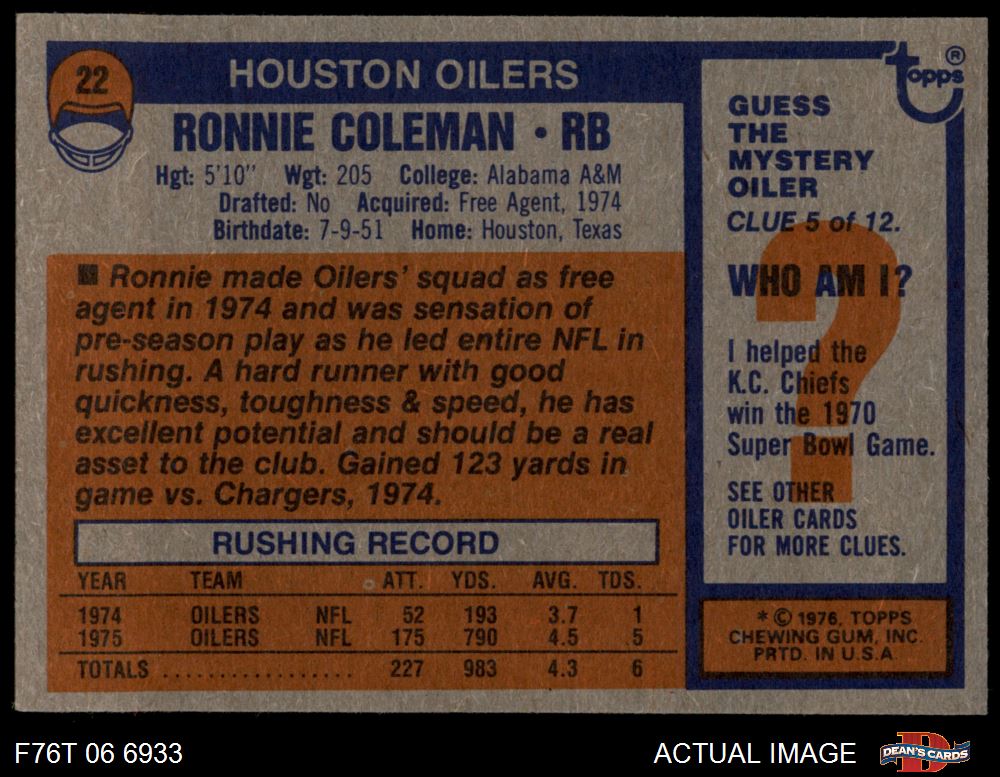 22
HOUSTON OILERS
RONNIE COLEMAN • RB
Hgt: 5'10" Wgt: 205 College: Alabama A&M
Drafted: No Acquired: Free Agent, 1974
Birthdate: 7-9-51 Home: Houston, Texas
■ Ronnie made Oilers' squad as free
agent in 1974 and was sensation of
pre-season play as he led entire NFL in
rushing. A hard runner with good
quickness, toughness & speed, he has
excellent potential and should be a real
asset to the club. Gained 123 yards in
game vs. Chargers, 1974.
RUSHING RECORD
YEAR TEAM ATT. YDS. AVG. TDS.
1974 OILERS NFL 52 193 3.7 1
1975 OILERS NFL 175 790 4.5 5
TOTALS .................. 227 983 4.3 6
topps ®
GUESS
THE
MYSTERY
OILER
CLUE 5 of 12.
WHO AM I?
?
I helped the
K.C. Chiefs
win the 1970
Super Bowl Game.
SEE OTHER
OILER CARDS
FOR MORE CLUES.
* © 1976, TOPPS
CHEWING GUM, INC.
PRTD. IN U.S.A.
F76T 06 6933
ACTUAL IMAGE
D
DEAN'S CARDS